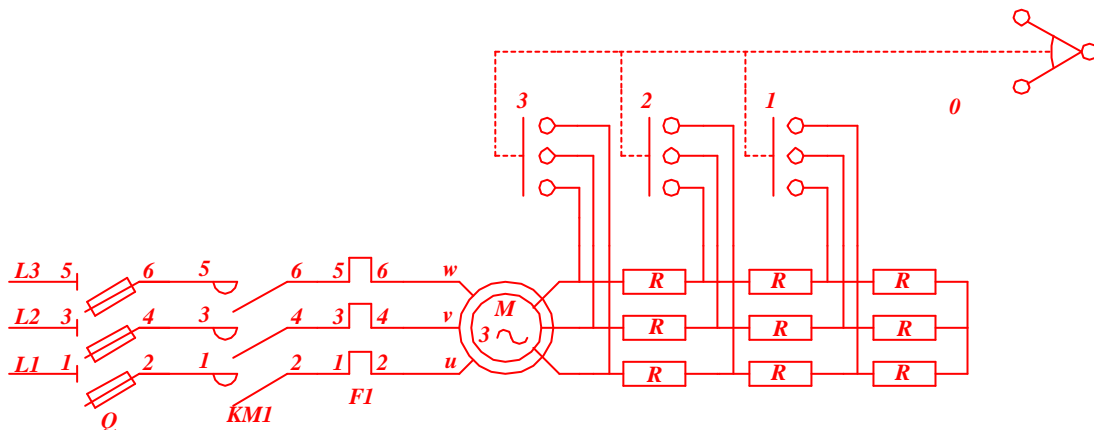 3 2 1 0
L3 5 6 5 6 5 6 w R R R
M
L2 3 4 3 4 3 4 v 3 R R R
L1 1 2 1 2 1 2 u R R R
Q KM1 F1